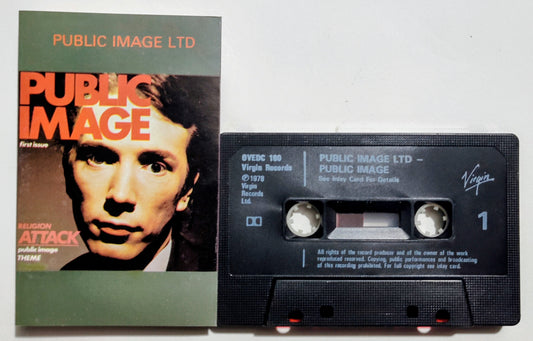 PUBLIC IMAGE LTD
PUBLIC
IMAGE
first issue
RELIGION
ATTACK
public image
THEME
OVEDC 160
Virgin Records
℗1978
Virgin
Records
Ltd.
PUBLIC IMAGE LTD –
PUBLIC IMAGE
See Inlay Card For Details
Virgin
1
All rights of the record producer and of the owner of the work
reproduced reserved. Copying, public performances and broadcasting
of this recording prohibited. For full copyright see inlay card.